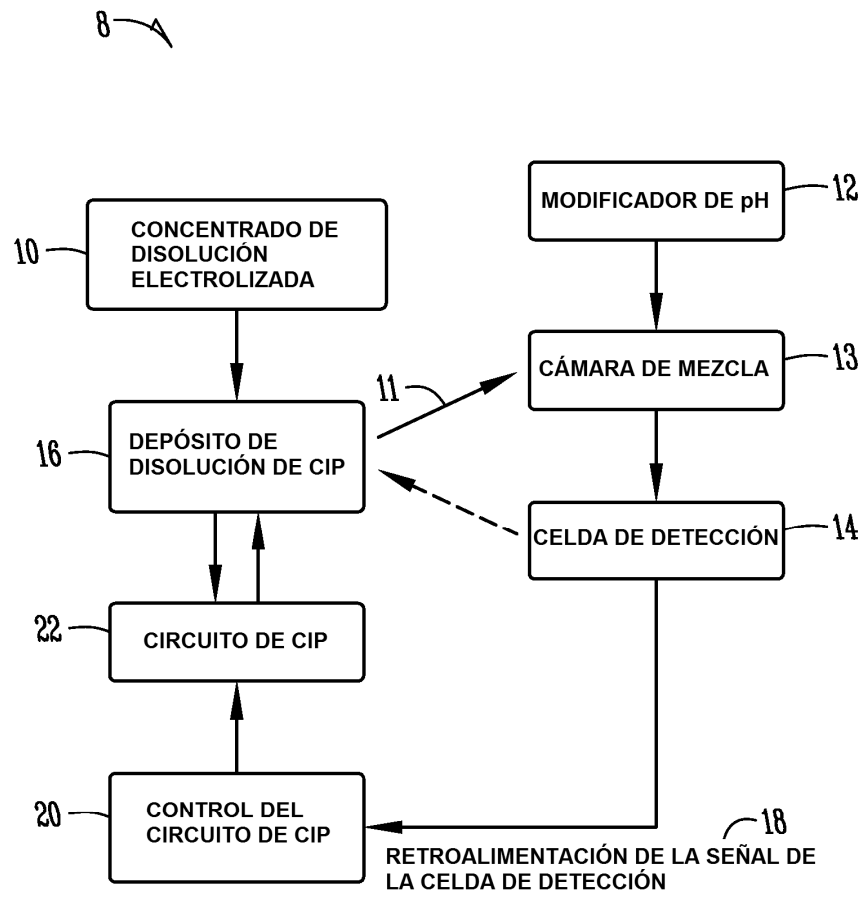 8
MODIFICADOR DE pH
12
CONCENTRADO DE
DISOLUCIÓN
ELECTROLIZADA
10
CÁMARA DE MEZCLA
13
11
DEPÓSITO DE
DISOLUCIÓN DE CIP
16
CELDA DE DETECCIÓN
14
CIRCUITO DE CIP
22
CONTROL DEL
CIRCUITO DE CIP
20
18
RETROALIMENTACIÓN DE LA SEÑAL DE
LA CELDA DE DETECCIÓN